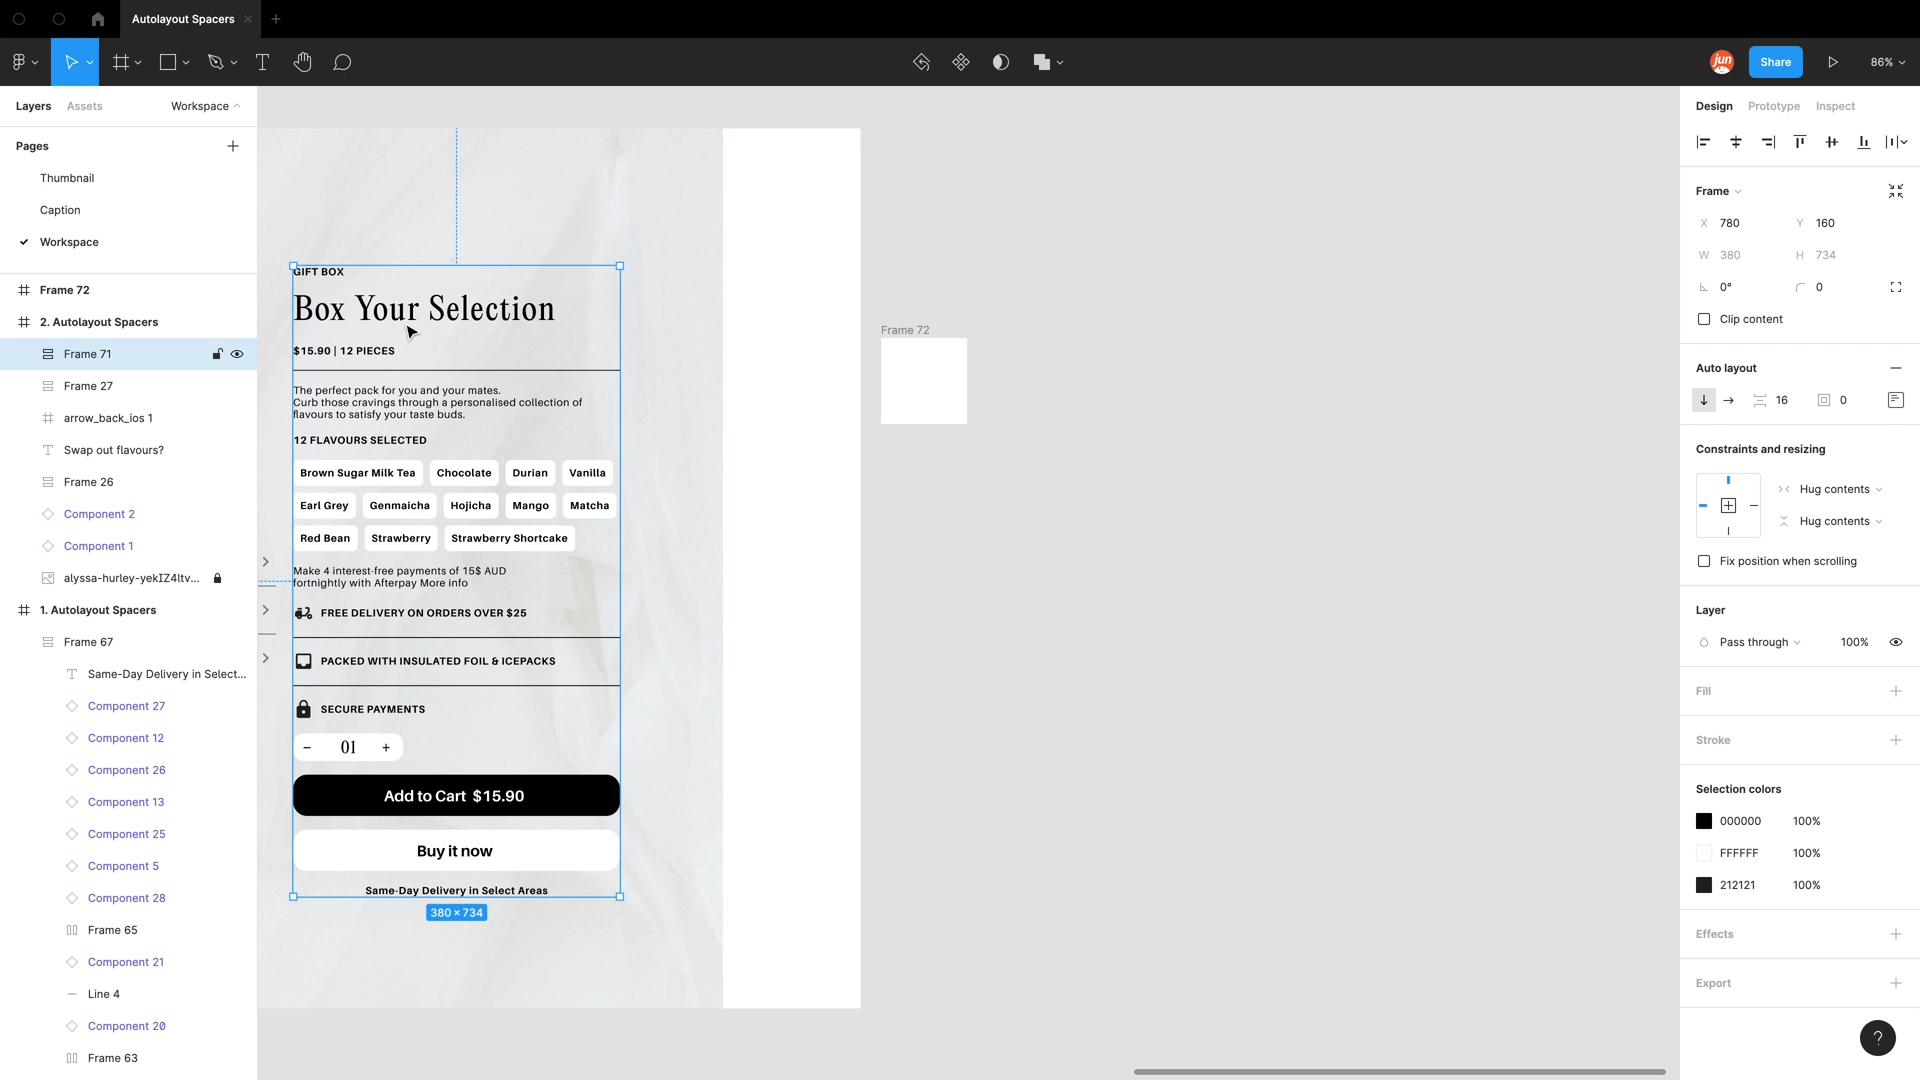 Autolayout Spacers
jun
Share
86%
Layers
Assets
Workspace
Pages
Thumbnail
Caption
Workspace
Frame 72
2. Autolayout Spacers
Frame 71
Frame 27
arrow_back_ios 1
Swap out flavours?
Frame 26
Component 2
Component 1
alyssa-hurley-yekIZ4ltv...
1. Autolayout Spacers
Frame 67
Same-Day Delivery in Select...
Component 27
Component 12
Component 26
Component 13
Component 25
Component 5
Component 28
Frame 65
Component 21
Line 4
Component 20
Frame 63
GIFT BOX
Box Your Selection
$15.90 | 12 PIECES
The perfect pack for you and your mates.
Curb those cravings through a personalised collection of
flavours to satisfy your taste buds.
12 FLAVOURS SELECTED
Brown Sugar Milk Tea
Chocolate
Durian
Vanilla
Earl Grey
Genmaicha
Hojicha
Mango
Matcha
Red Bean
Strawberry
Strawberry Shortcake
Make 4 interest-free payments of 15$ AUD
fortnightly with Afterpay More info
FREE DELIVERY ON ORDERS OVER $25
PACKED WITH INSULATED FOIL & ICEPACKS
SECURE PAYMENTS
− 01 +
Add to Cart $15.90
Buy it now
Same-Day Delivery in Select Areas
380 × 734
Frame 72
Design
Prototype
Inspect
Frame
X 780
Y 160
W 380
H 734
0°
0
Clip content
Auto layout
16
0
Constraints and resizing
Hug contents
Hug contents
Fix position when scrolling
Layer
Pass through
100%
Fill
Stroke
Selection colors
000000 100%
FFFFFF 100%
212121 100%
Effects
Export
?